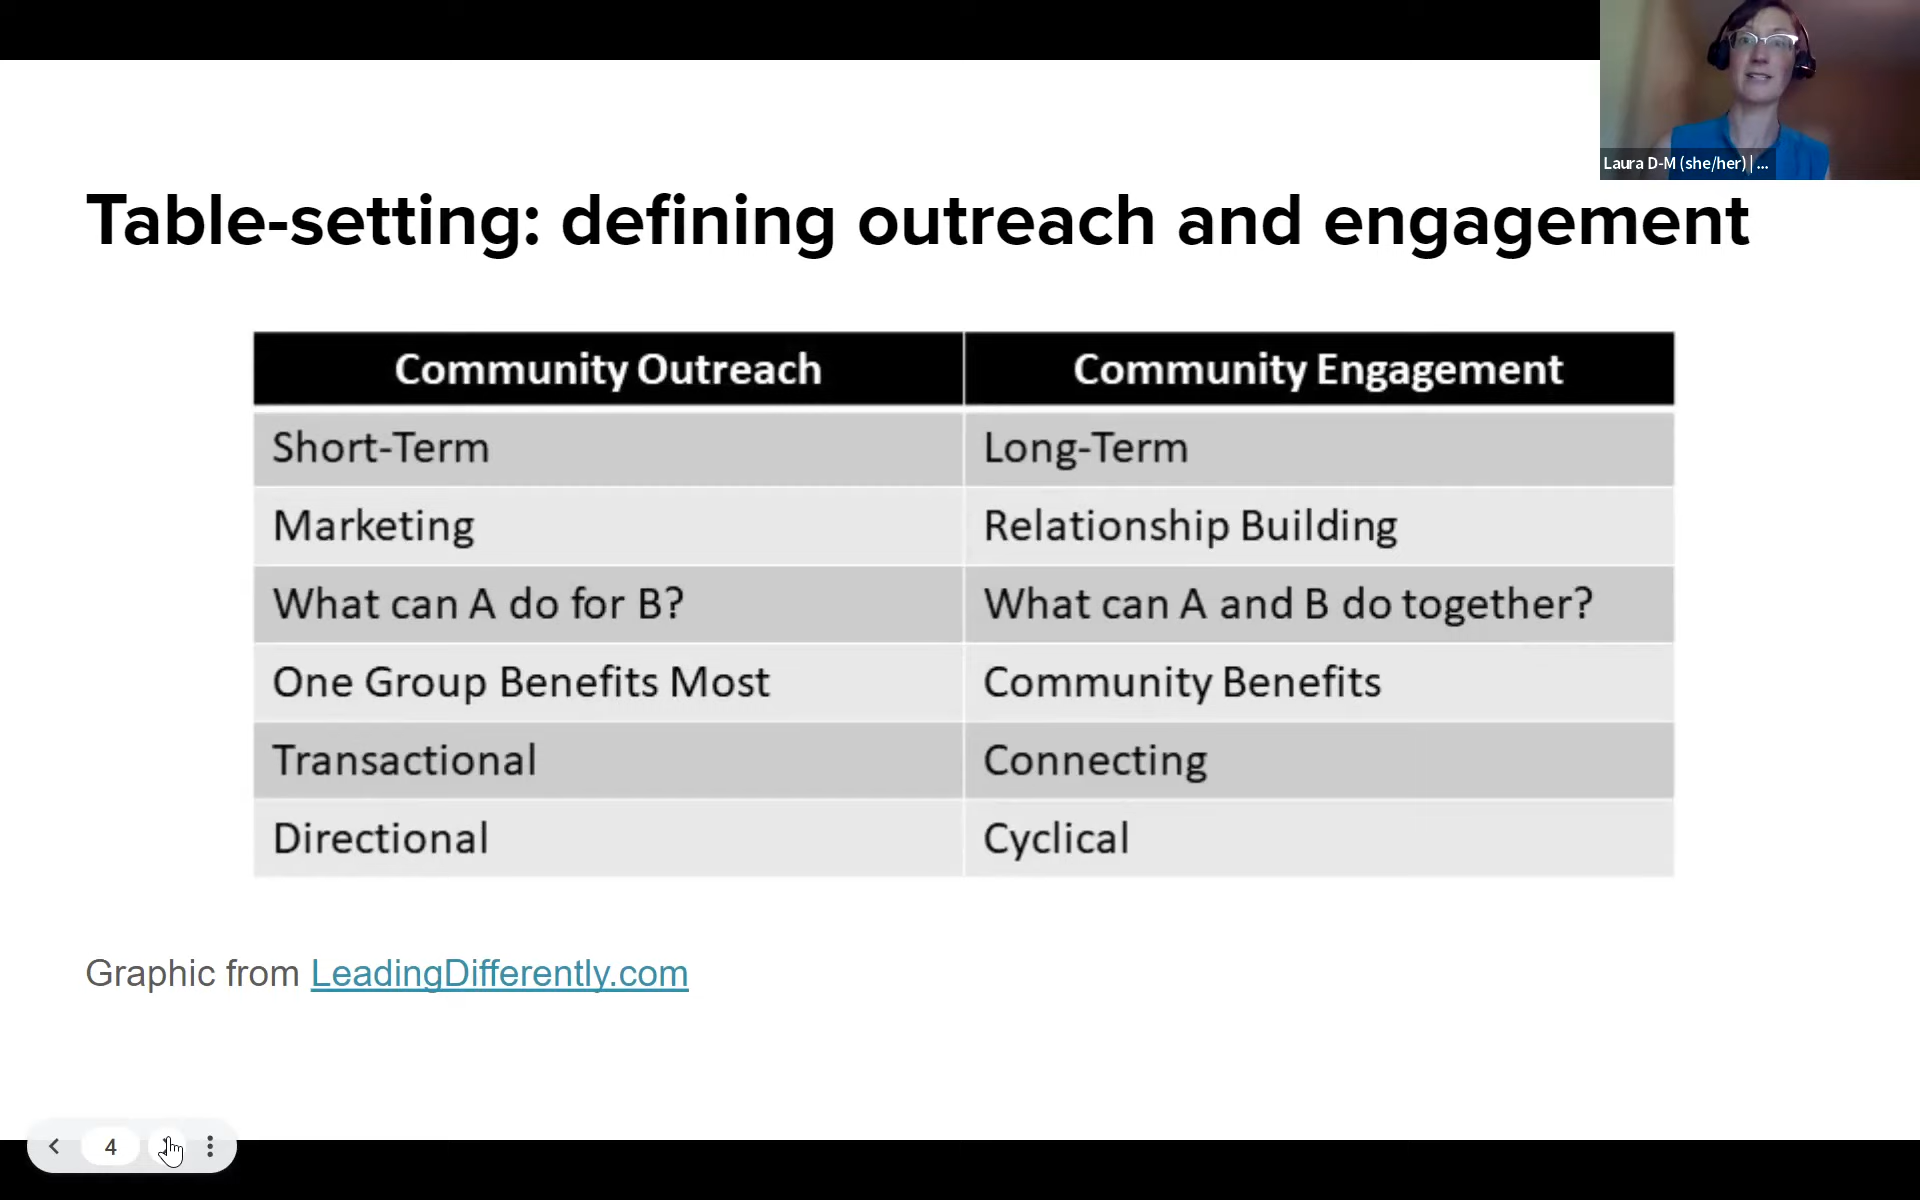 Laura D-M (she/her) | ...
Table-setting: defining outreach and engagement
Community Outreach Community Engagement
Short-Term Long-Term
Marketing Relationship Building
What can A do for B? What can A and B do together?
One Group Benefits Most Community Benefits
Transactional Connecting
Directional Cyclical
Graphic from LeadingDifferently.com
4